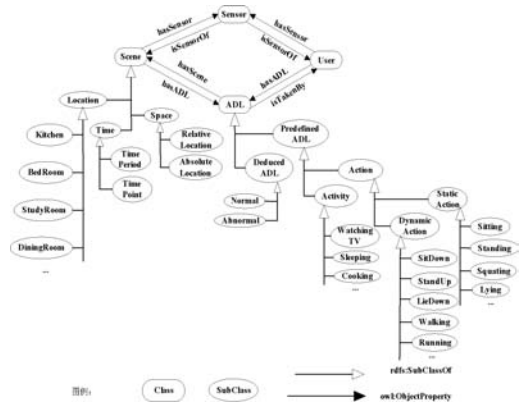 Sensor
hasSensor
isSensorOf
hasSensor
isSensorOf
Scene
User
hasScene
hasADL
hasADL
isTakenBy
ADL
Location
Time
Space
Kitchen
Relative
Location
Predefined
ADL
Time
Period
Absolute
Location
Deduced
ADL
Action
BedRoom
Time
Point
Normal
Activity
Static
Action
StudyRoom
Abnormal
Dynamic
Action
Watching
TV
Sitting
DiningRoom
Sleeping
SitDown
Standing
...
Cooking
StandUp
Squating
...
LieDown
Lying
Walking
...
Running
...
图例:
Class
SubClass
rdfs:SubClassOf
owl:ObjectProperty